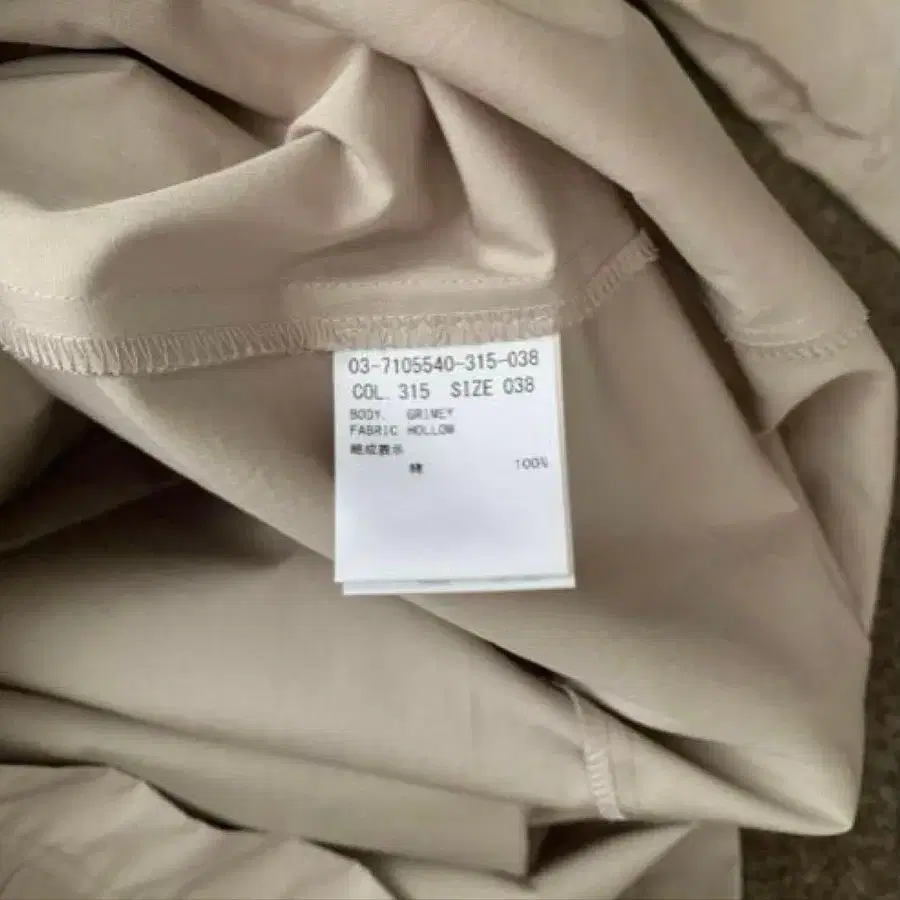 03-7105540-315-038
COL. 315 SIZE 038
BODY. GRIMEY
FABRIC HOLLOW
組成表示
綿 100%